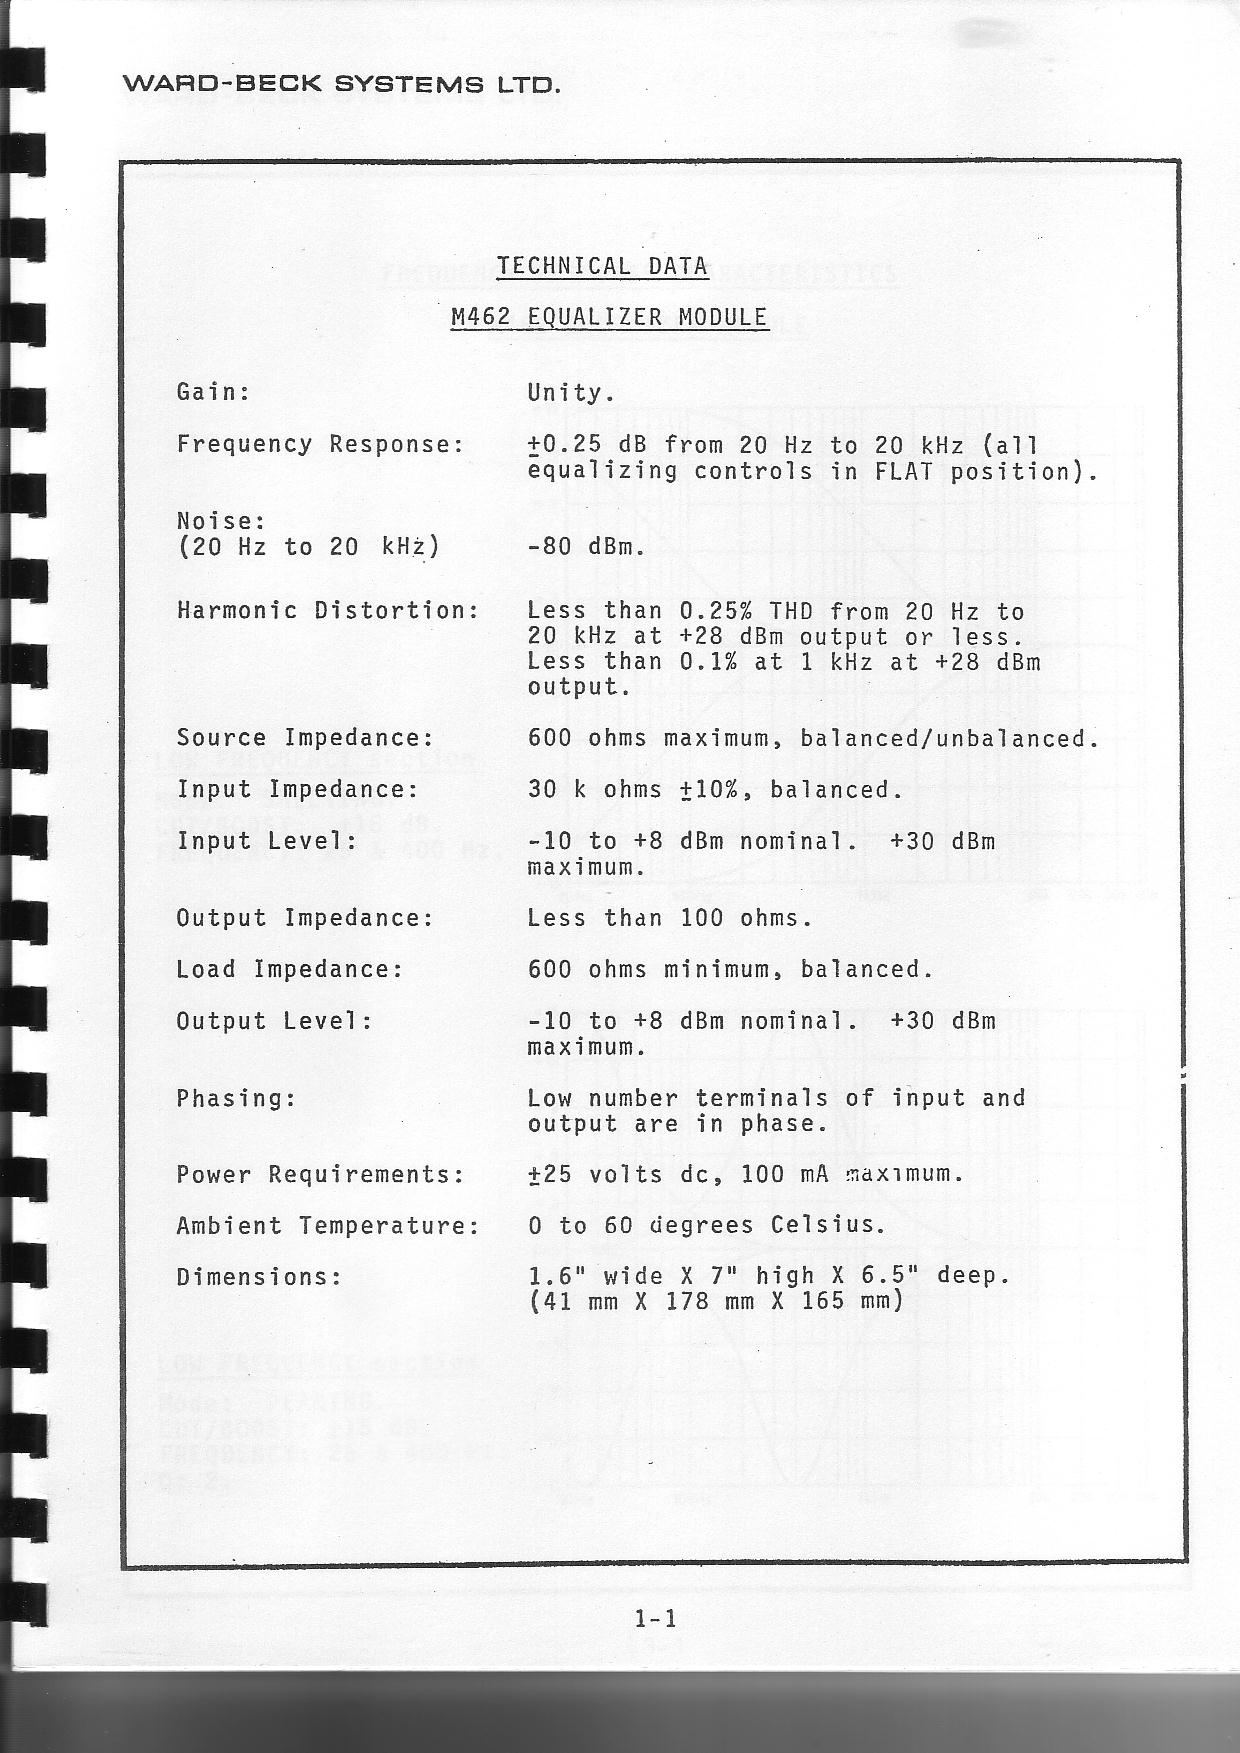 WARD-BECK SYSTEMS LTD.
TECHNICAL DATA
M462 EQUALIZER MODULE
Gain: Unity.
Frequency Response: ±0.25 dB from 20 Hz to 20 kHz (all
equalizing controls in FLAT position).
Noise:
(20 Hz to 20 kHz) -80 dBm.
Harmonic Distortion: Less than 0.25% THD from 20 Hz to
20 kHz at +28 dBm output or less.
Less than 0.1% at 1 kHz at +28 dBm
output.
Source Impedance: 600 ohms maximum, balanced/unbalanced.
Input Impedance: 30 k ohms ±10%, balanced.
Input Level: -10 to +8 dBm nominal. +30 dBm
maximum.
Output Impedance: Less than 100 ohms.
Load Impedance: 600 ohms minimum, balanced.
Output Level: -10 to +8 dBm nominal. +30 dBm
maximum.
Phasing: Low number terminals of input and
output are in phase.
Power Requirements: ±25 volts dc, 100 mA maximum.
Ambient Temperature: 0 to 60 degrees Celsius.
Dimensions: 1.6" wide X 7" high X 6.5" deep.
(41 mm X 178 mm X 165 mm)
1-1